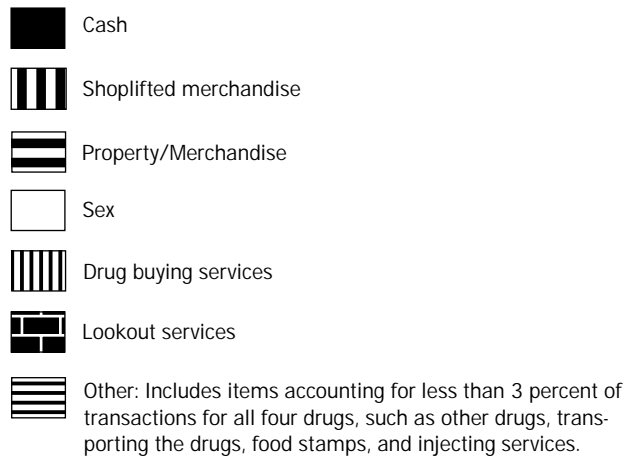 Cash
Shoplifted merchandise
Property/Merchandise
Sex
Drug buying services
Lookout services
Other: Includes items accounting for less than 3 percent of
transactions for all four drugs, such as other drugs, trans-
porting the drugs, food stamps, and injecting services.